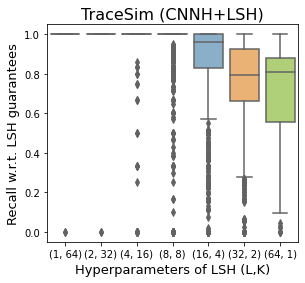 TraceSim (CNNH+LSH)
Recall w.r.t. LSH guarantees
1.0
0.8
0.6
0.4
0.2
0.0
(1, 64) (2, 32) (4, 16) (8, 8) (16, 4) (32, 2) (64, 1)
Hyperparameters of LSH (L,K)